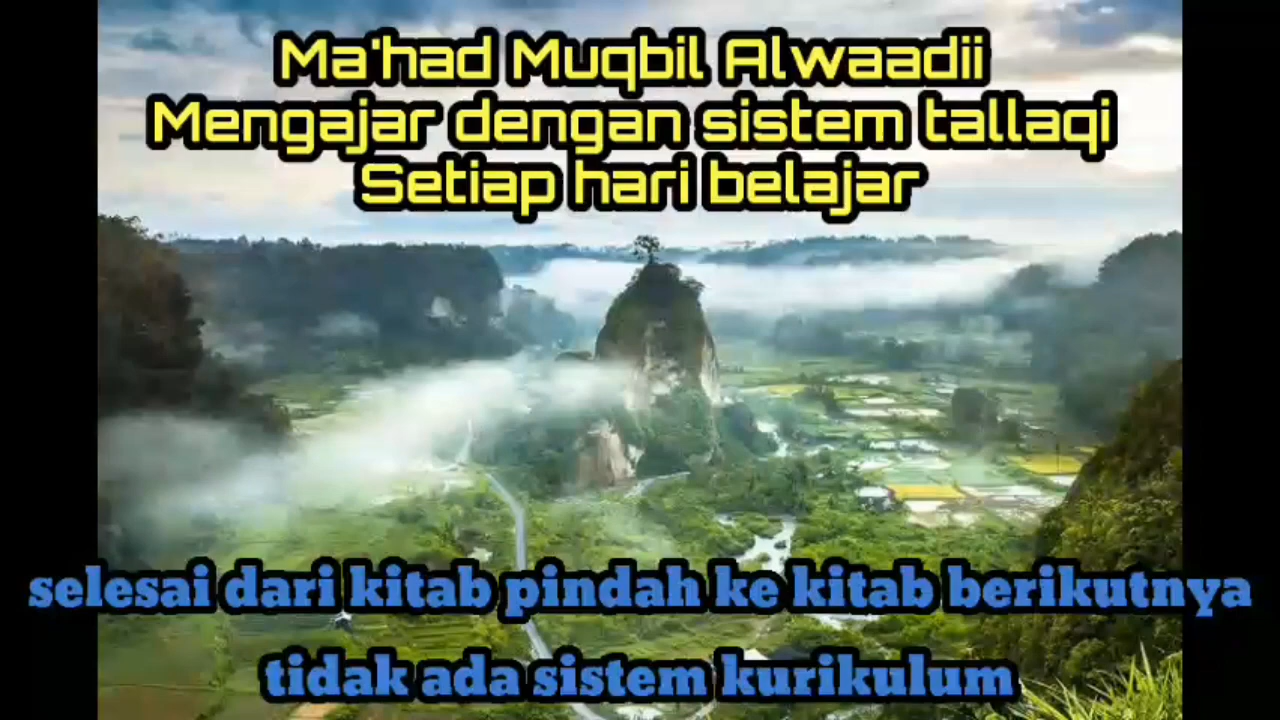 Ma'had Muqbil Alwaadii
Mengajar dengan sistem tallaqi
Setiap hari belajar
selesai dari kitab pindah ke kitab berikutnya
tidak ada sistem kurikulum